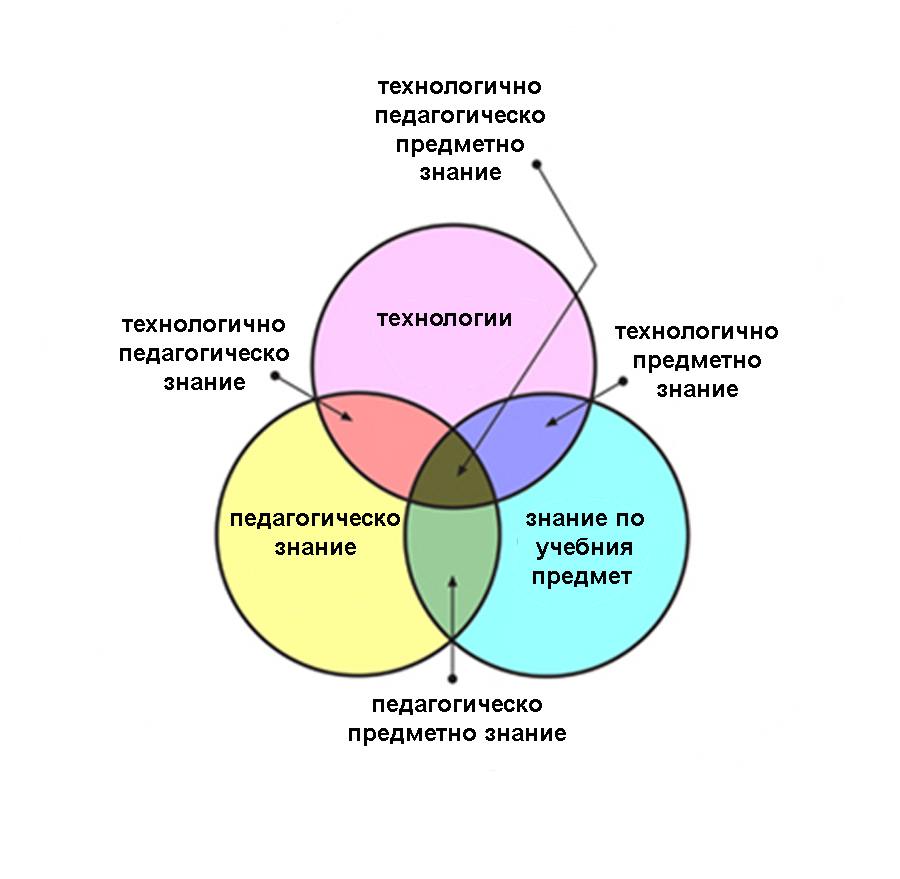 технологично
педагогическо
предметно
знание
технологии
технологично
педагогическо
знание
технологично
предметно
знание
педагогическо
знание
знание по
учебния
предмет
педагогическо
предметно знание